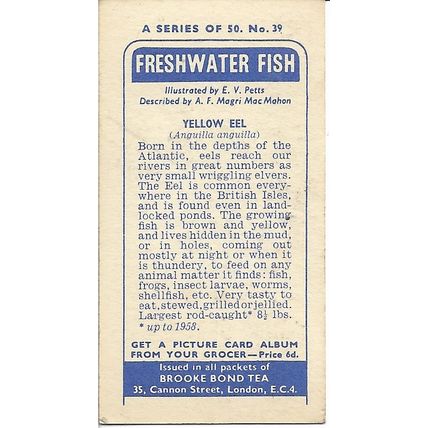 A SERIES OF 50. No. 39
FRESHWATER FISH
Illustrated by E. V. Petts
Described by A. F. Magri MacMahon
YELLOW EEL
(Anguilla anguilla)
Born in the depths of the
Atlantic, eels reach our
rivers in great numbers as
very small wriggling elvers.
The Eel is common every-
where in the British Isles,
and is found even in land-
locked ponds. The growing
fish is brown and yellow,
and lives hidden in the mud,
or in holes, coming out
mostly at night or when it
is thundery, to feed on any
animal matter it finds: fish,
frogs, insect larvae, worms,
shellfish, etc. Very tasty to
eat, stewed, grilled or jellied.
Largest rod-caught* 8½ lbs.
* up to 1958.
GET A PICTURE CARD ALBUM
FROM YOUR GROCER—Price 6d.
Issued in all packets of
BROOKE BOND TEA
35, Cannon Street, London, E.C.4.